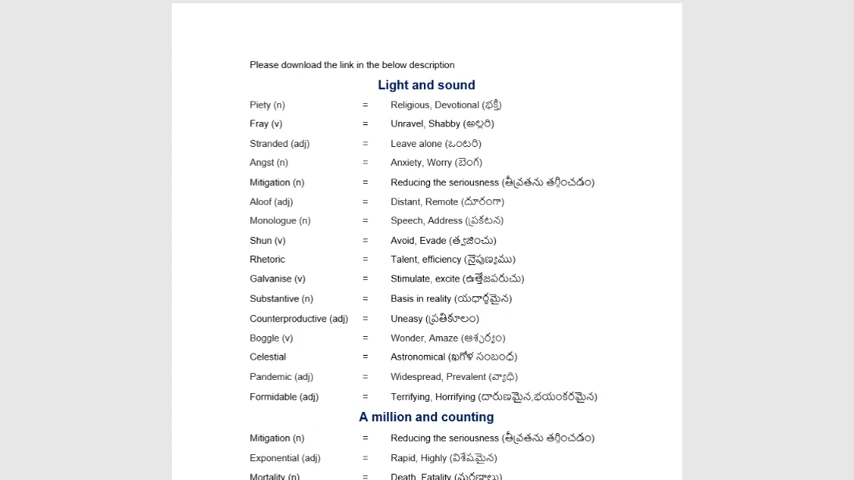 Please download the link in the below description
Light and sound
Piety (n) = Religious, Devotional (భక్తి)
Fray (v) = Unravel, Shabby (అల్లరి)
Stranded (adj) = Leave alone (ఒంటరి)
Angst (n) = Anxiety, Worry (బెంగ)
Mitigation (n) = Reducing the seriousness (తీవ్రతను తగ్గించడం)
Aloof (adj) = Distant, Remote (దూరంగా)
Monologue (n) = Speech, Address (ప్రకటన)
Shun (v) = Avoid, Evade (త్యజించు)
Rhetoric = Talent, efficiency (నైపుణ్యము)
Galvanise (v) = Stimulate, excite (ఉత్తేజపరుచు)
Substantive (n) = Basis in reality (యధార్థమైన)
Counterproductive (adj) = Uneasy (ప్రతికూలం)
Boggle (v) = Wonder, Amaze (ఆశ్చర్యం)
Celestial = Astronomical (ఖగోళ సంబంధ)
Pandemic (adj) = Widespread, Prevalent (వ్యాధి)
Formidable (adj) = Terrifying, Horrifying (దారుణమైన,భయంకరమైన)
A million and counting
Mitigation (n) = Reducing the seriousness (తీవ్రతను తగ్గించడం)
Exponential (adj) = Rapid, Highly (విశేషమైన)
Mortality (n) = Death, Fatality (మరణాలు)